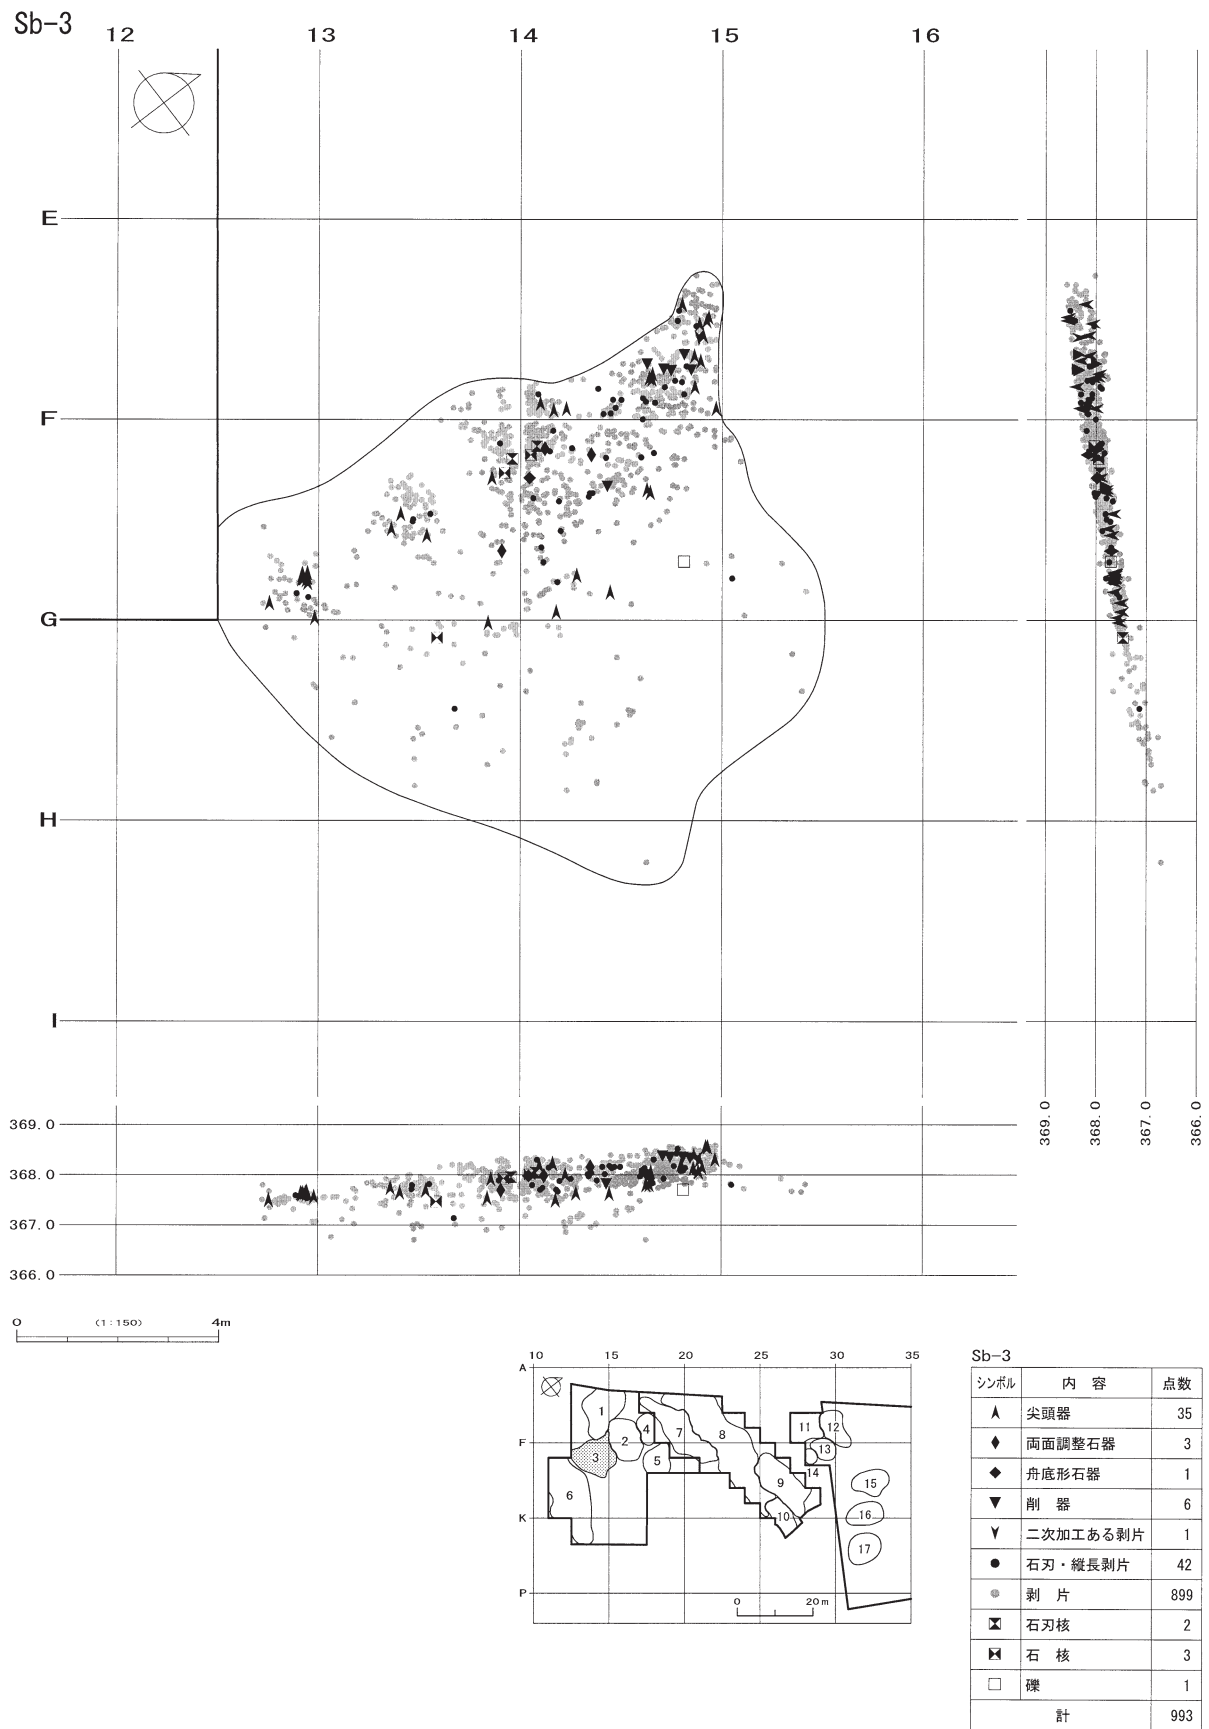 Sb-3
12 13 14 15 16
E
F
G
H
I
369.0
368.0
367.0
366.0
369.0 368.0 367.0 366.0
0 (1:150) 4m
10 15 20 25 30 35
A
F
K
P
1
2
3
4
5
6
7
8
9
10
11
12
13
14
15
16
17
0 20m
Sb-3
シンボル 内 容 点数
尖頭器 35
両面調整石器 3
舟底形石器 1
削 器 6
二次加工ある剥片 1
石刃・縦長剥片 42
剥 片 899
石刃核 2
石 核 3
礫 1
計 993